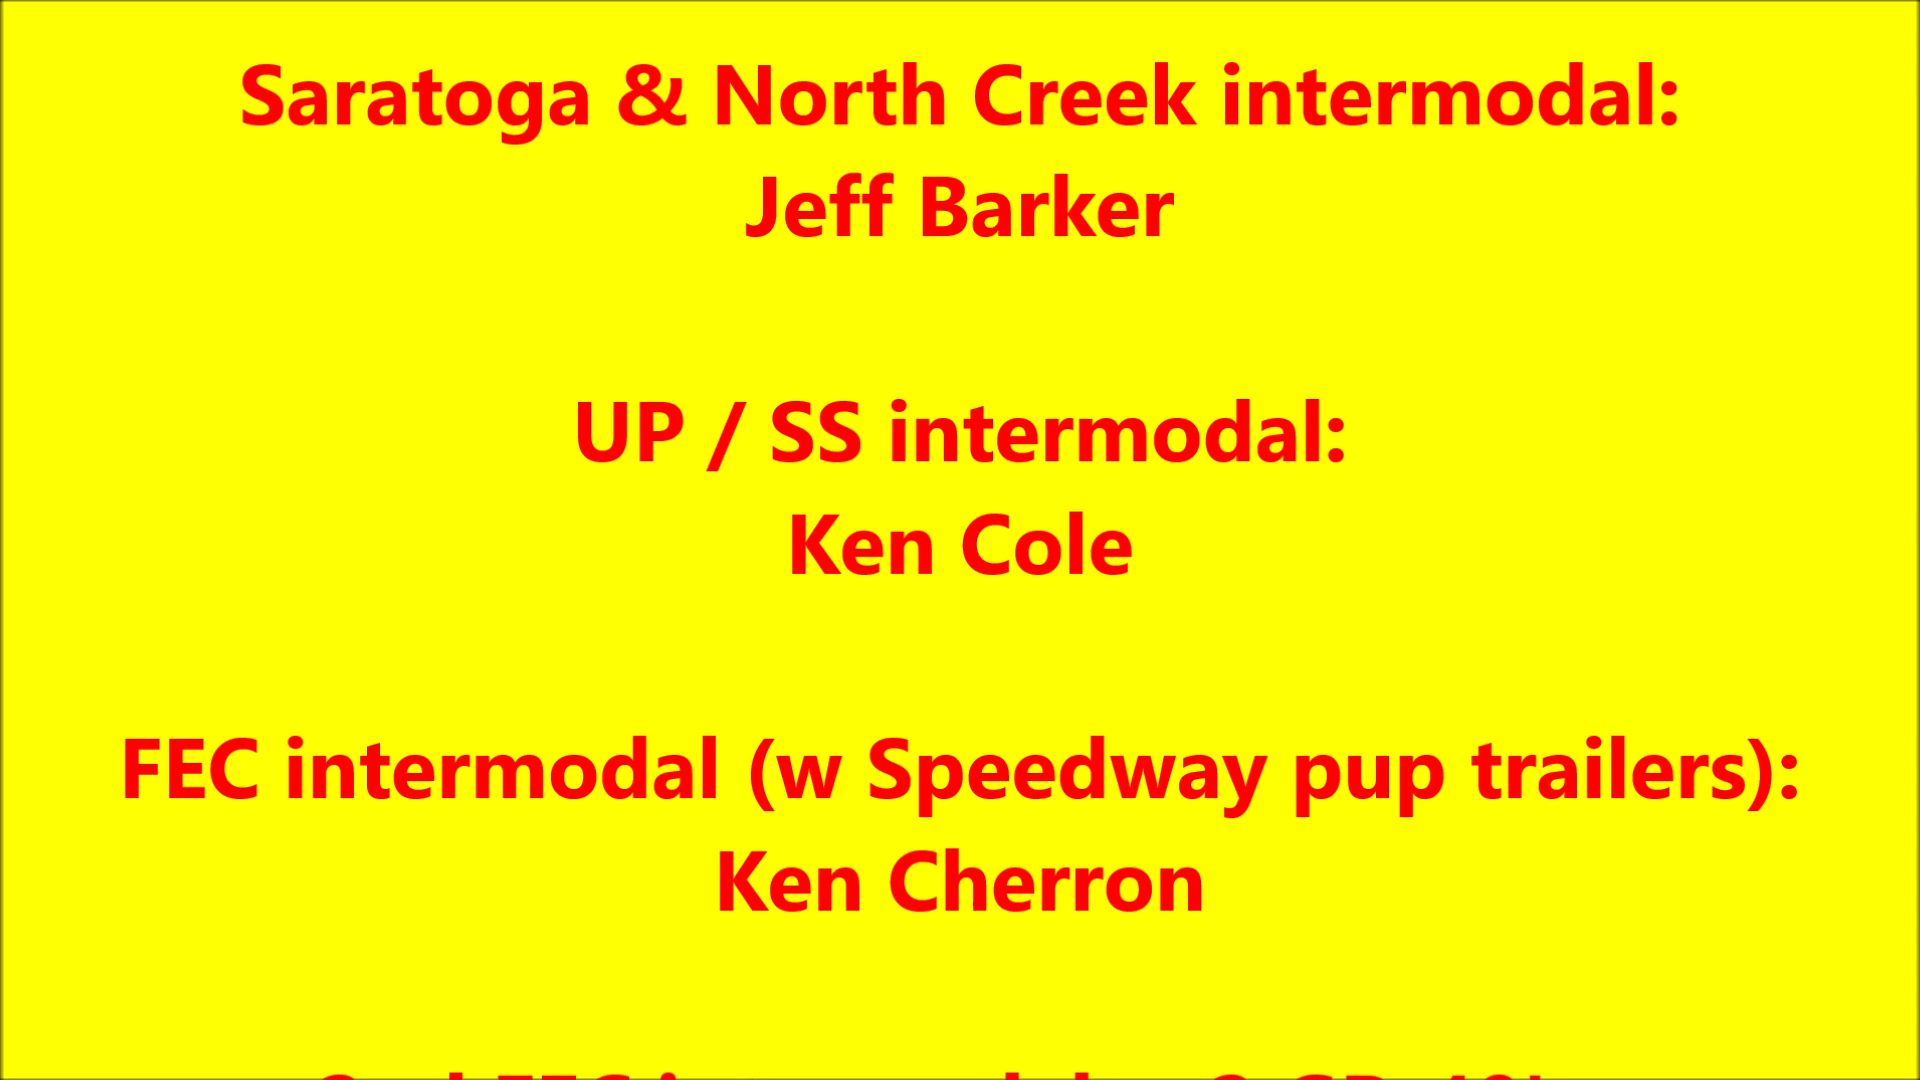 Saratoga & North Creek intermodal:
Jeff Barker
UP / SS intermodal:
Ken Cole
FEC intermodal (w Speedway pup trailers):
Ken Cherron